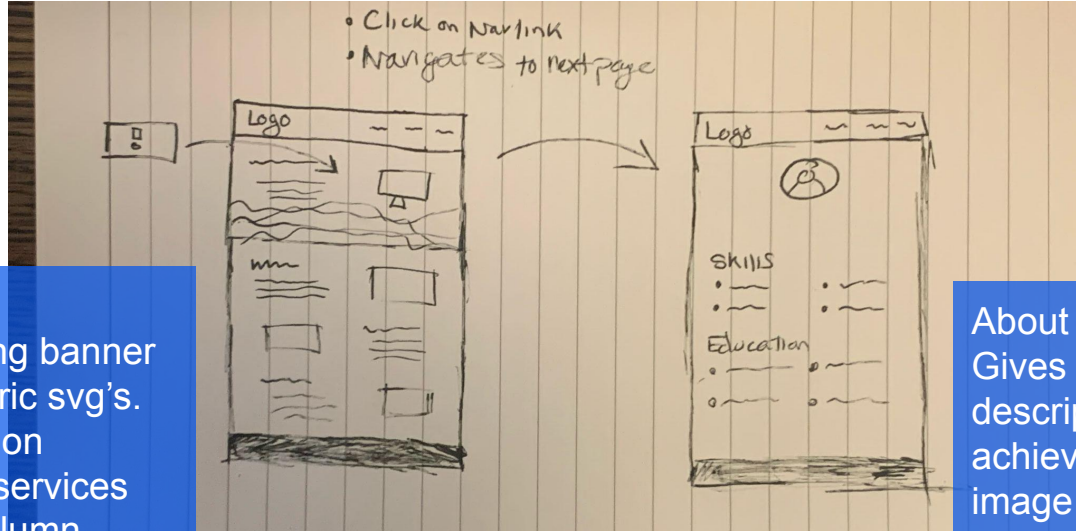 • Click on Navlink
• Navigates to next page
Logo
Logo
Skills
Education
ng banner
ric svg's.
on
services
lumn
About
Gives
descrip
achiev
image